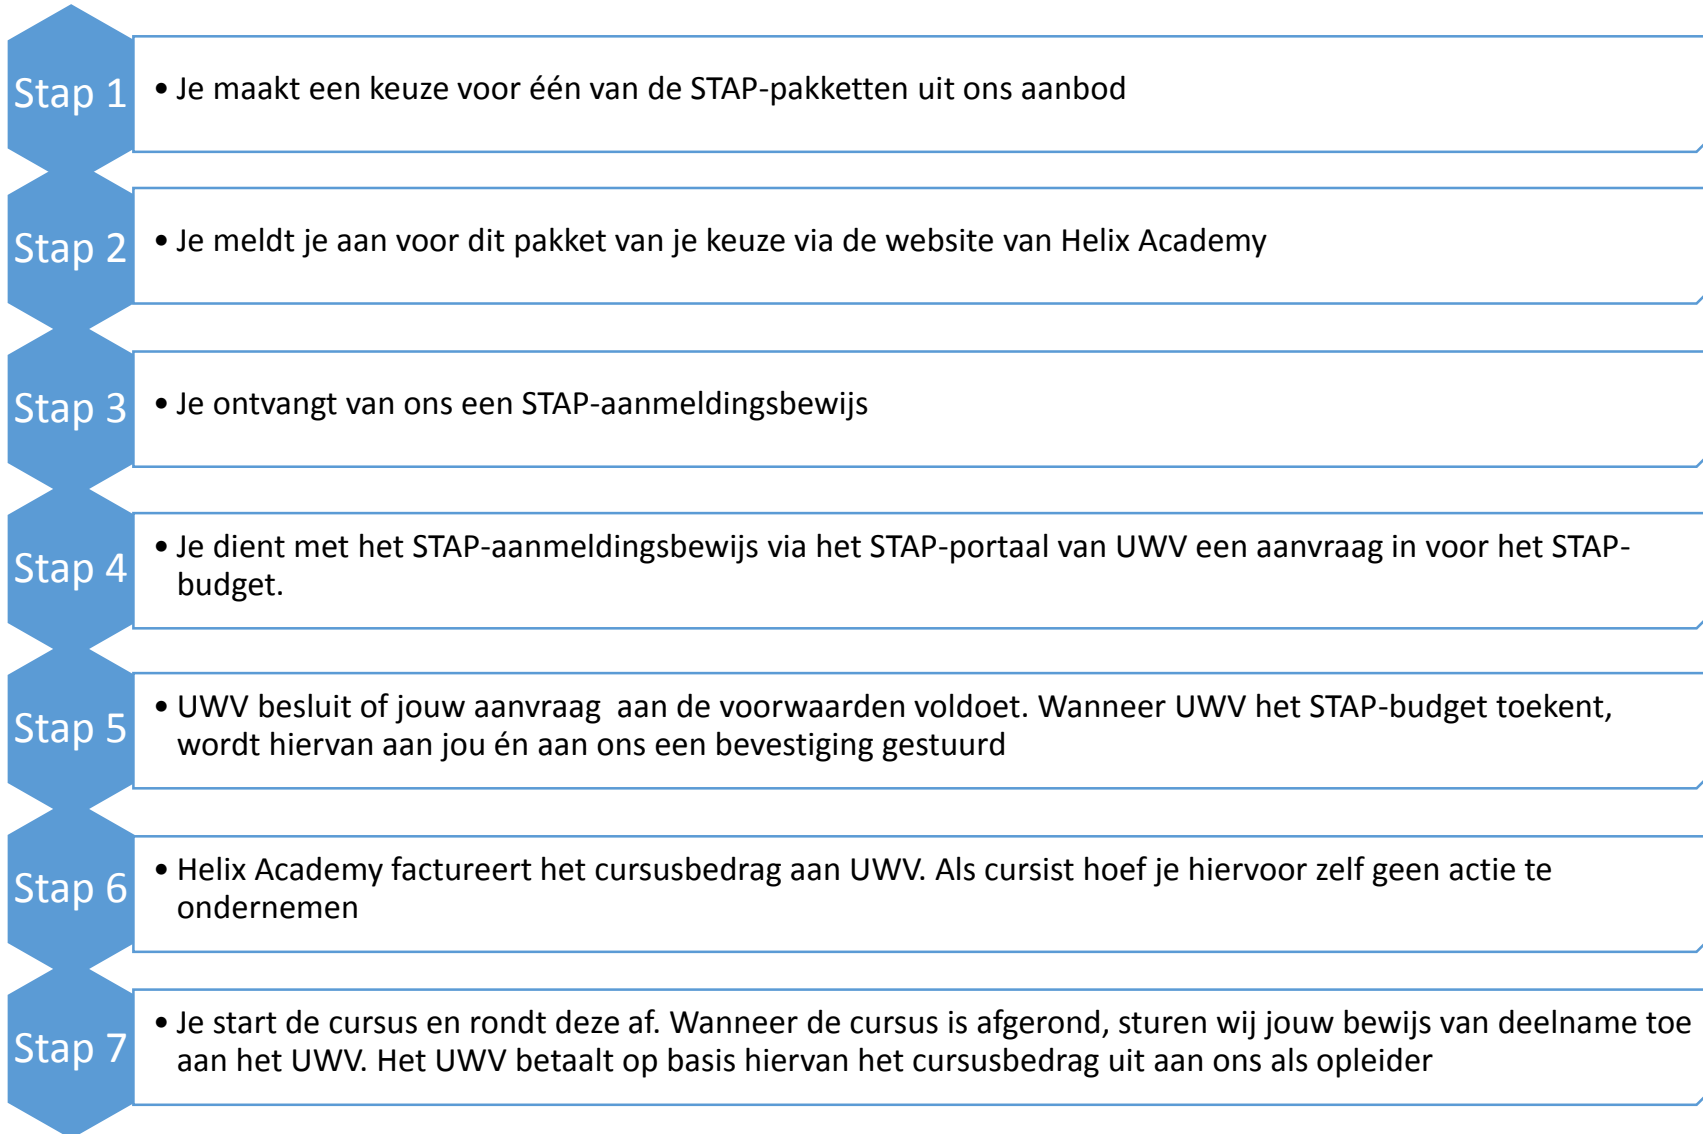 Stap 1
• Je maakt een keuze voor één van de STAP-pakketten uit ons aanbod
Stap 2
• Je meldt je aan voor dit pakket van je keuze via de website van Helix Academy
Stap 3
• Je ontvangt van ons een STAP-aanmeldingsbewijs
Stap 4
• Je dient met het STAP-aanmeldingsbewijs via het STAP-portaal van UWV een aanvraag in voor het STAP-
budget.
Stap 5
• UWV besluit of jouw aanvraag  aan de voorwaarden voldoet. Wanneer UWV het STAP-budget toekent,
wordt hiervan aan jou én aan ons een bevestiging gestuurd
Stap 6
• Helix Academy factureert het cursusbedrag aan UWV. Als cursist hoef je hiervoor zelf geen actie te
ondernemen
Stap 7
• Je start de cursus en rondt deze af. Wanneer de cursus is afgerond, sturen wij jouw bewijs van deelname toe
aan het UWV. Het UWV betaalt op basis hiervan het cursusbedrag uit aan ons als opleider